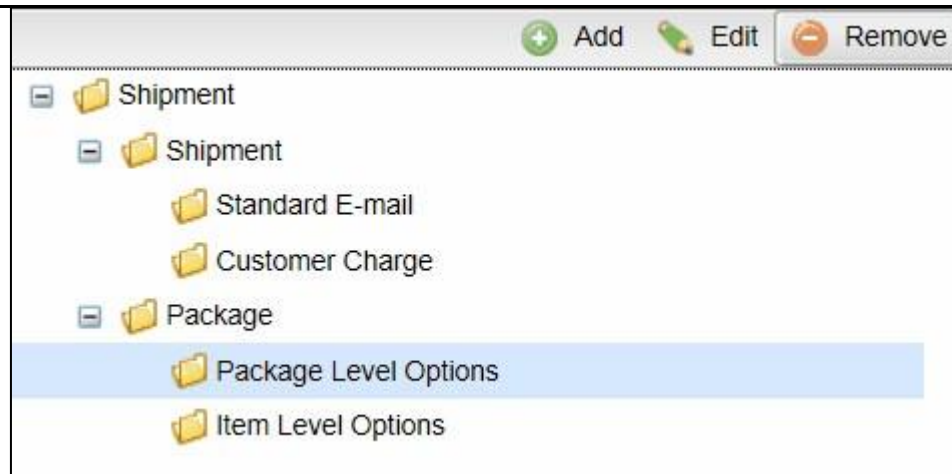 Add Edit Remove
Shipment
Shipment
Standard E-mail
Customer Charge
Package
Package Level Options
Item Level Options